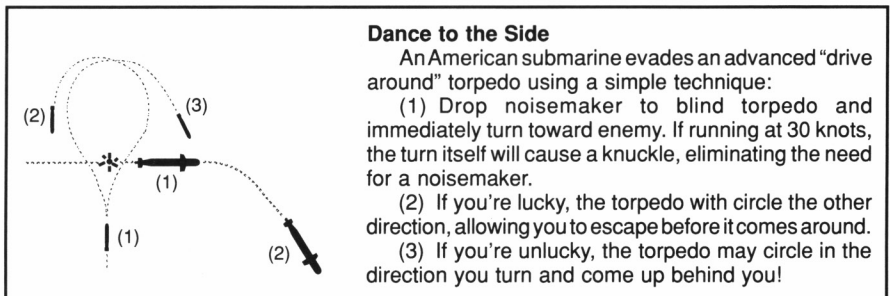 Dance to the Side
An American submarine evades an advanced “drive
around” torpedo using a simple technique:
(1) Drop noisemaker to blind torpedo and
immediately turn toward enemy. If running at 30 knots,
the turn itself will cause a knuckle, eliminating the need
for a noisemaker.
(2) If you’re lucky, the torpedo with circle the other
direction, allowing you to escape before it comes around.
(3) If you’re unlucky, the torpedo may circle in the
direction you turn and come up behind you!
(2)
(3)
(1)
(1)
(2)